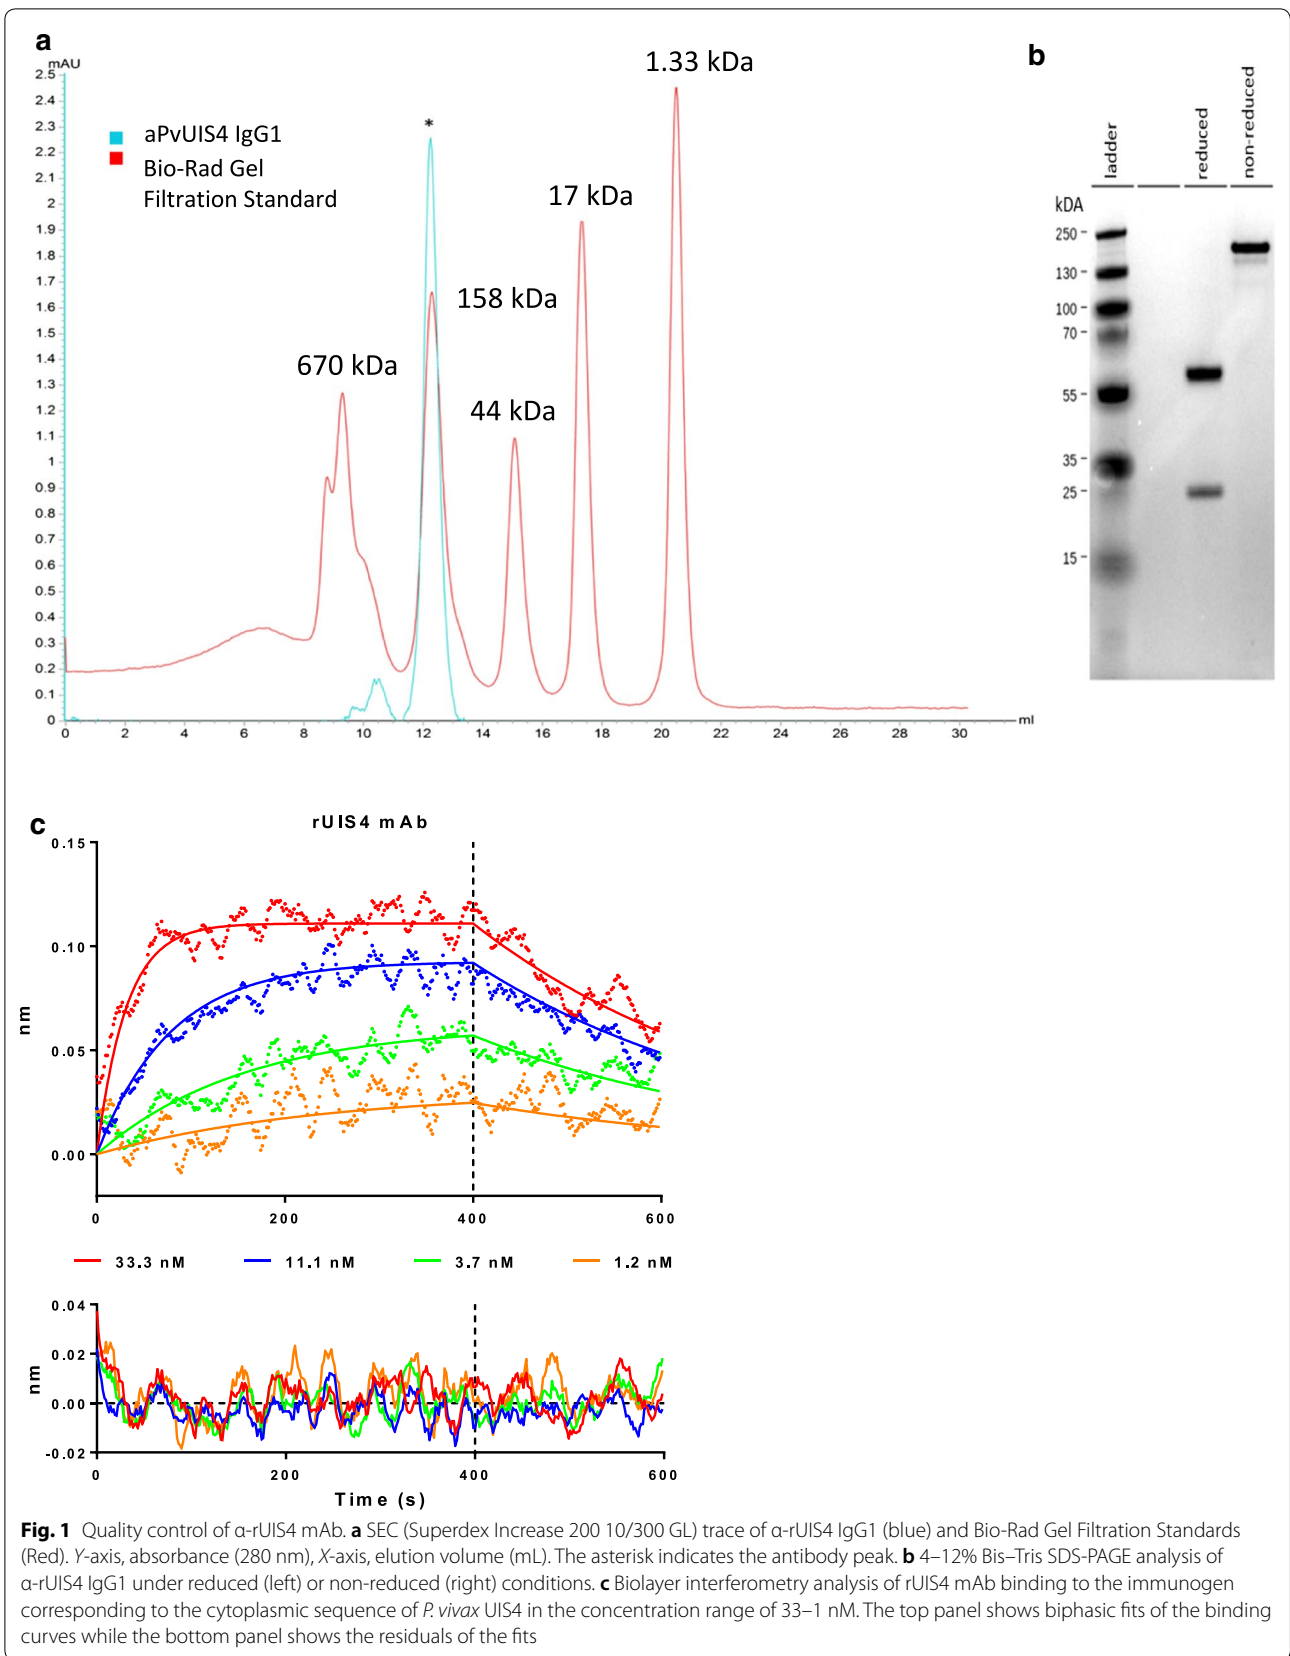 a
mAU
2.5
2.4
2.3
2.2
2.1
2
1.9
1.8
1.7
1.6
1.5
1.4
1.3
1.2
1.1
1
0.9
0.8
0.7
0.6
0.5
0.4
0.3
0.2
0.1
0
0 2 4 6 8 10 12 14 16 18 20 22 24 26 28 30 ml
aPvUIS4 IgG1
Bio-Rad Gel
Filtration Standard
670 kDa
*
158 kDa
44 kDa
17 kDa
1.33 kDa
b
ladder
reduced
non-reduced
kDA
250
130
100
70
55
35
25
15
c
rUIS4 mAb
0.15
0.10
0.05
0.00
nm
0 200 400 600
33.3 nM 11.1 nM 3.7 nM 1.2 nM
0.04
0.02
0.00
-0.02
nm
0 200 400 600
Time (s)
Fig. 1 Quality control of α-rUIS4 mAb. a SEC (Superdex Increase 200 10/300 GL) trace of α-rUIS4 IgG1 (blue) and Bio-Rad Gel Filtration Standards
(Red). Y-axis, absorbance (280 nm), X-axis, elution volume (mL). The asterisk indicates the antibody peak. b 4–12% Bis–Tris SDS-PAGE analysis of
α-rUIS4 IgG1 under reduced (left) or non-reduced (right) conditions. c Biolayer interferometry analysis of rUIS4 mAb binding to the immunogen
corresponding to the cytoplasmic sequence of P. vivax UIS4 in the concentration range of 33–1 nM. The top panel shows biphasic fits of the binding
curves while the bottom panel shows the residuals of the fits